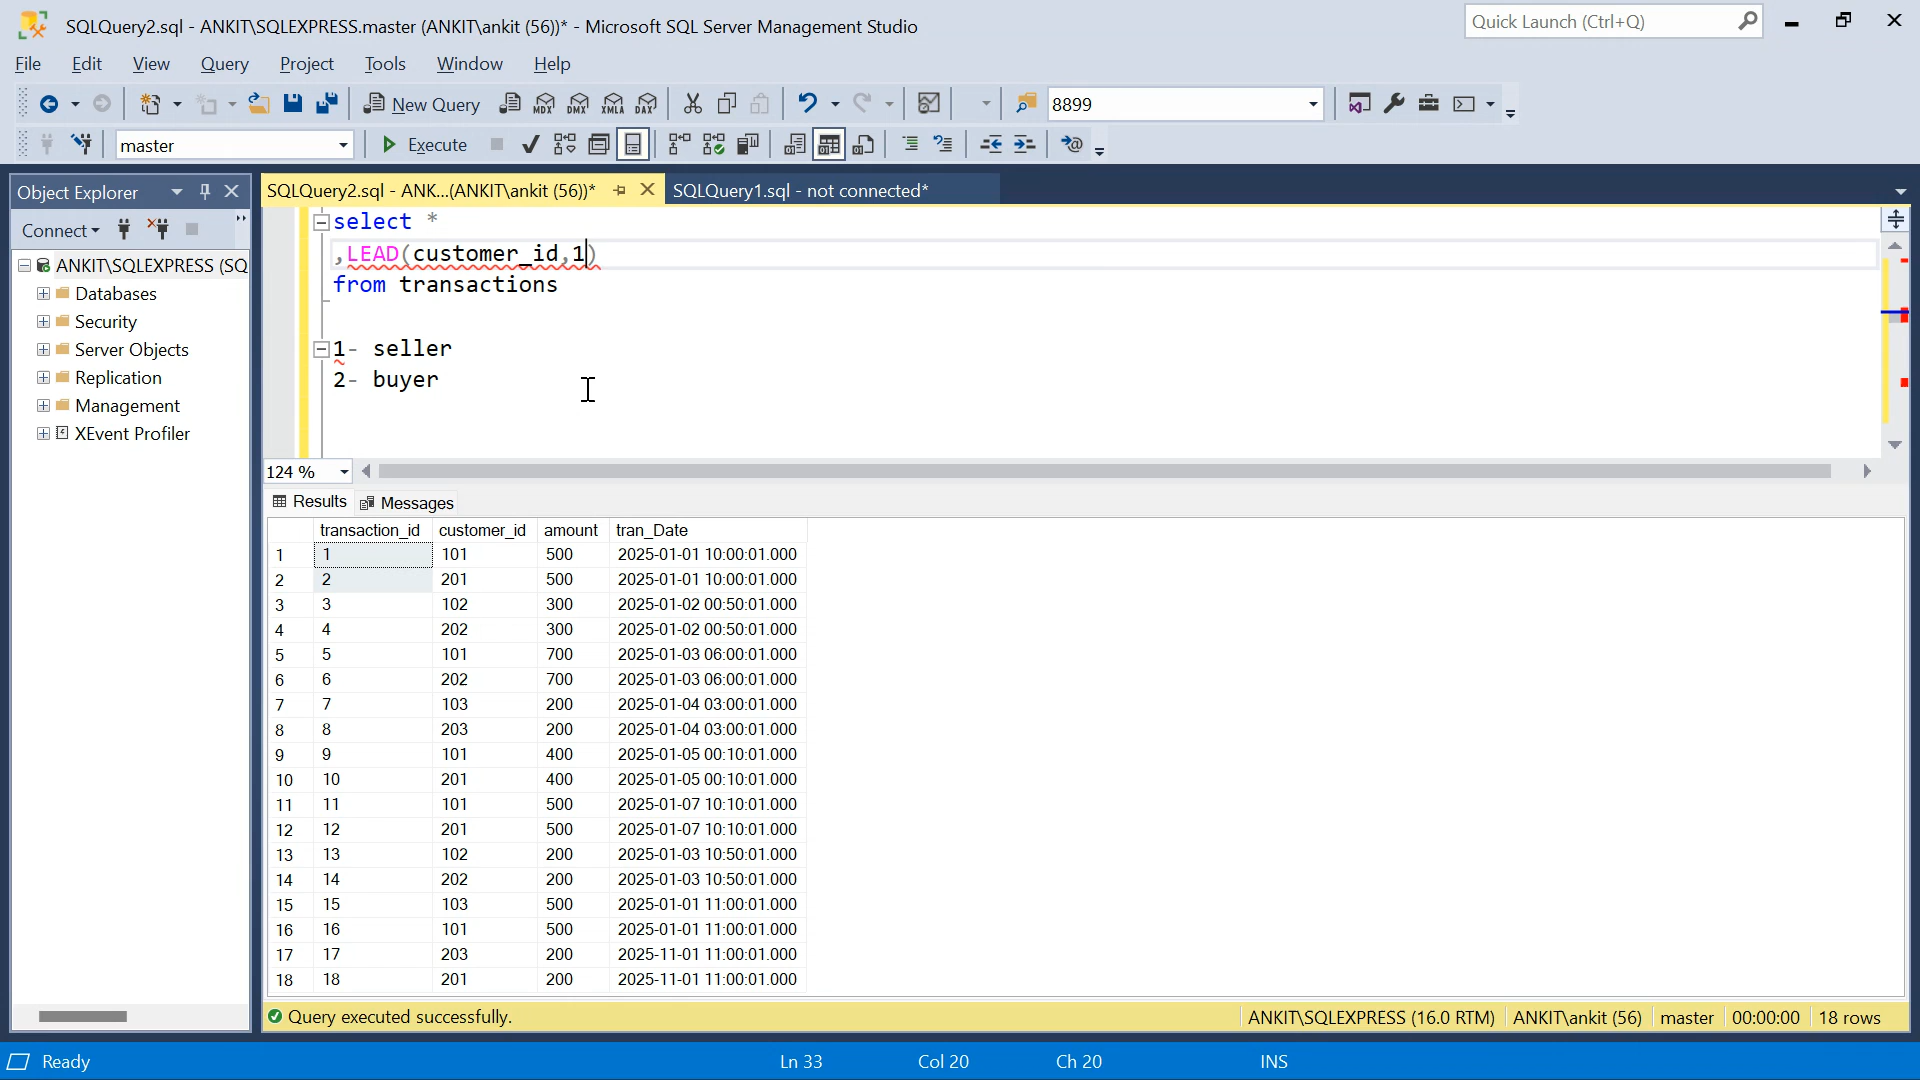 SQLQuery2.sql - ANKIT\SQLEXPRESS.master (ANKIT\ankit (56))* - Microsoft SQL Server Management Studio
Quick Launch (Ctrl+Q)
File Edit View Query Project Tools Window Help
New Query MDX DMX XMLA DAX 8899
master Execute
Object Explorer
SQLQuery2.sql - ANK...(ANKIT\ankit (56))*
SQLQuery1.sql - not connected*
Connect
ANKIT\SQLEXPRESS (SQ
Databases
Security
Server Objects
Replication
Management
XEvent Profiler
select *
,LEAD(customer_id,1)
from transactions
1- seller
2- buyer
124 %
Results Messages
transaction_id customer_id amount tran_Date
1 1 101 500 2025-01-01 10:00:01.000
2 2 201 500 2025-01-01 10:00:01.000
3 3 102 300 2025-01-02 00:50:01.000
4 4 202 300 2025-01-02 00:50:01.000
5 5 101 700 2025-01-03 06:00:01.000
6 6 202 700 2025-01-03 06:00:01.000
7 7 103 200 2025-01-04 03:00:01.000
8 8 203 200 2025-01-04 03:00:01.000
9 9 101 400 2025-01-05 00:10:01.000
10 10 201 400 2025-01-05 00:10:01.000
11 11 101 500 2025-01-07 10:10:01.000
12 12 201 500 2025-01-07 10:10:01.000
13 13 102 200 2025-01-03 10:50:01.000
14 14 202 200 2025-01-03 10:50:01.000
15 15 103 500 2025-01-01 11:00:01.000
16 16 101 500 2025-01-01 11:00:01.000
17 17 203 200 2025-11-01 11:00:01.000
18 18 201 200 2025-11-01 11:00:01.000
Query executed successfully.
ANKIT\SQLEXPRESS (16.0 RTM) ANKIT\ankit (56) master 00:00:00 18 rows
Ready Ln 33 Col 20 Ch 20 INS